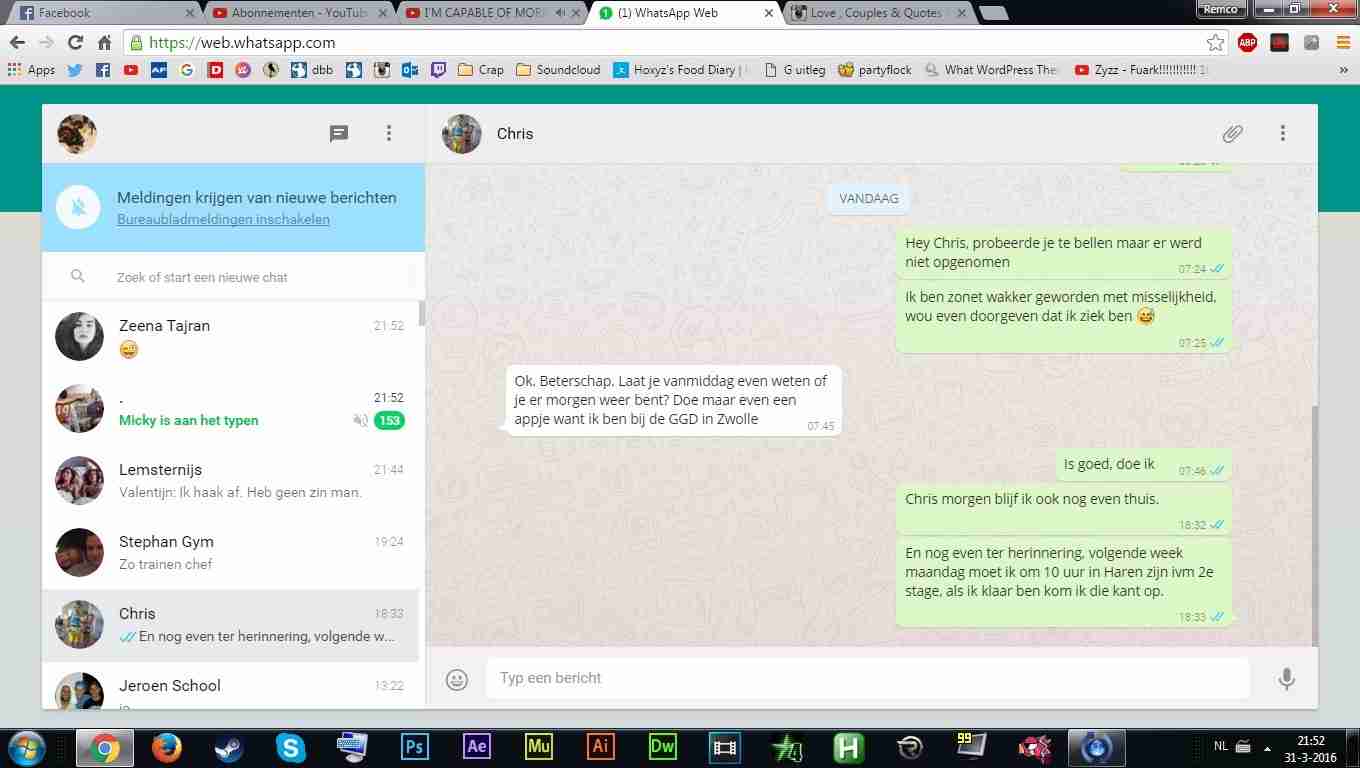 Facebook
Abonnementen - YouTub
I'M CAPABLE OF MOR
(1) WhatsApp Web
Love , Couples & Quotes
Remco
https://web.whatsapp.com
ABP
Apps
dbb
Crap
Soundcloud
Hoxyz's Food Diary |
G uitleg
partyflock
What WordPress The
Zyzz - Fuark!!!!!!!!!!!
Chris
Meldingen krijgen van nieuwe berichten
Bureaubladmeldingen inschakelen
Zoek of start een nieuwe chat
Zeena Tajran
21:52
.
21:52
Micky is aan het typen
153
Lemsternijs
21:44
Valentijn: Ik haak af. Heb geen zin man.
Stephan Gym
19:24
Zo trainen chef
Chris
18:33
En nog even ter herinnering, volgende w...
Jeroen School
13:22
VANDAAG
Hey Chris, probeerde je te bellen maar er werd
niet opgenomen
07:24
Ik ben zonet wakker geworden met misselijkheid,
wou even doorgeven dat ik ziek ben 😅
07:25
Ok. Beterschap. Laat je vanmiddag even weten of
je er morgen weer bent? Doe maar even een
appje want ik ben bij de GGD in Zwolle
07:45
Is goed, doe ik
07:46
Chris morgen blijf ik ook nog even thuis.
18:32
En nog even ter herinnering, volgende week
maandag moet ik om 10 uur in Haren zijn ivm 2e
stage, als ik klaar ben kom ik die kant op.
18:33
Typ een bericht
Ps
Ae
Mu
Ai
Dw
H
99
NL
21:52
31-3-2016